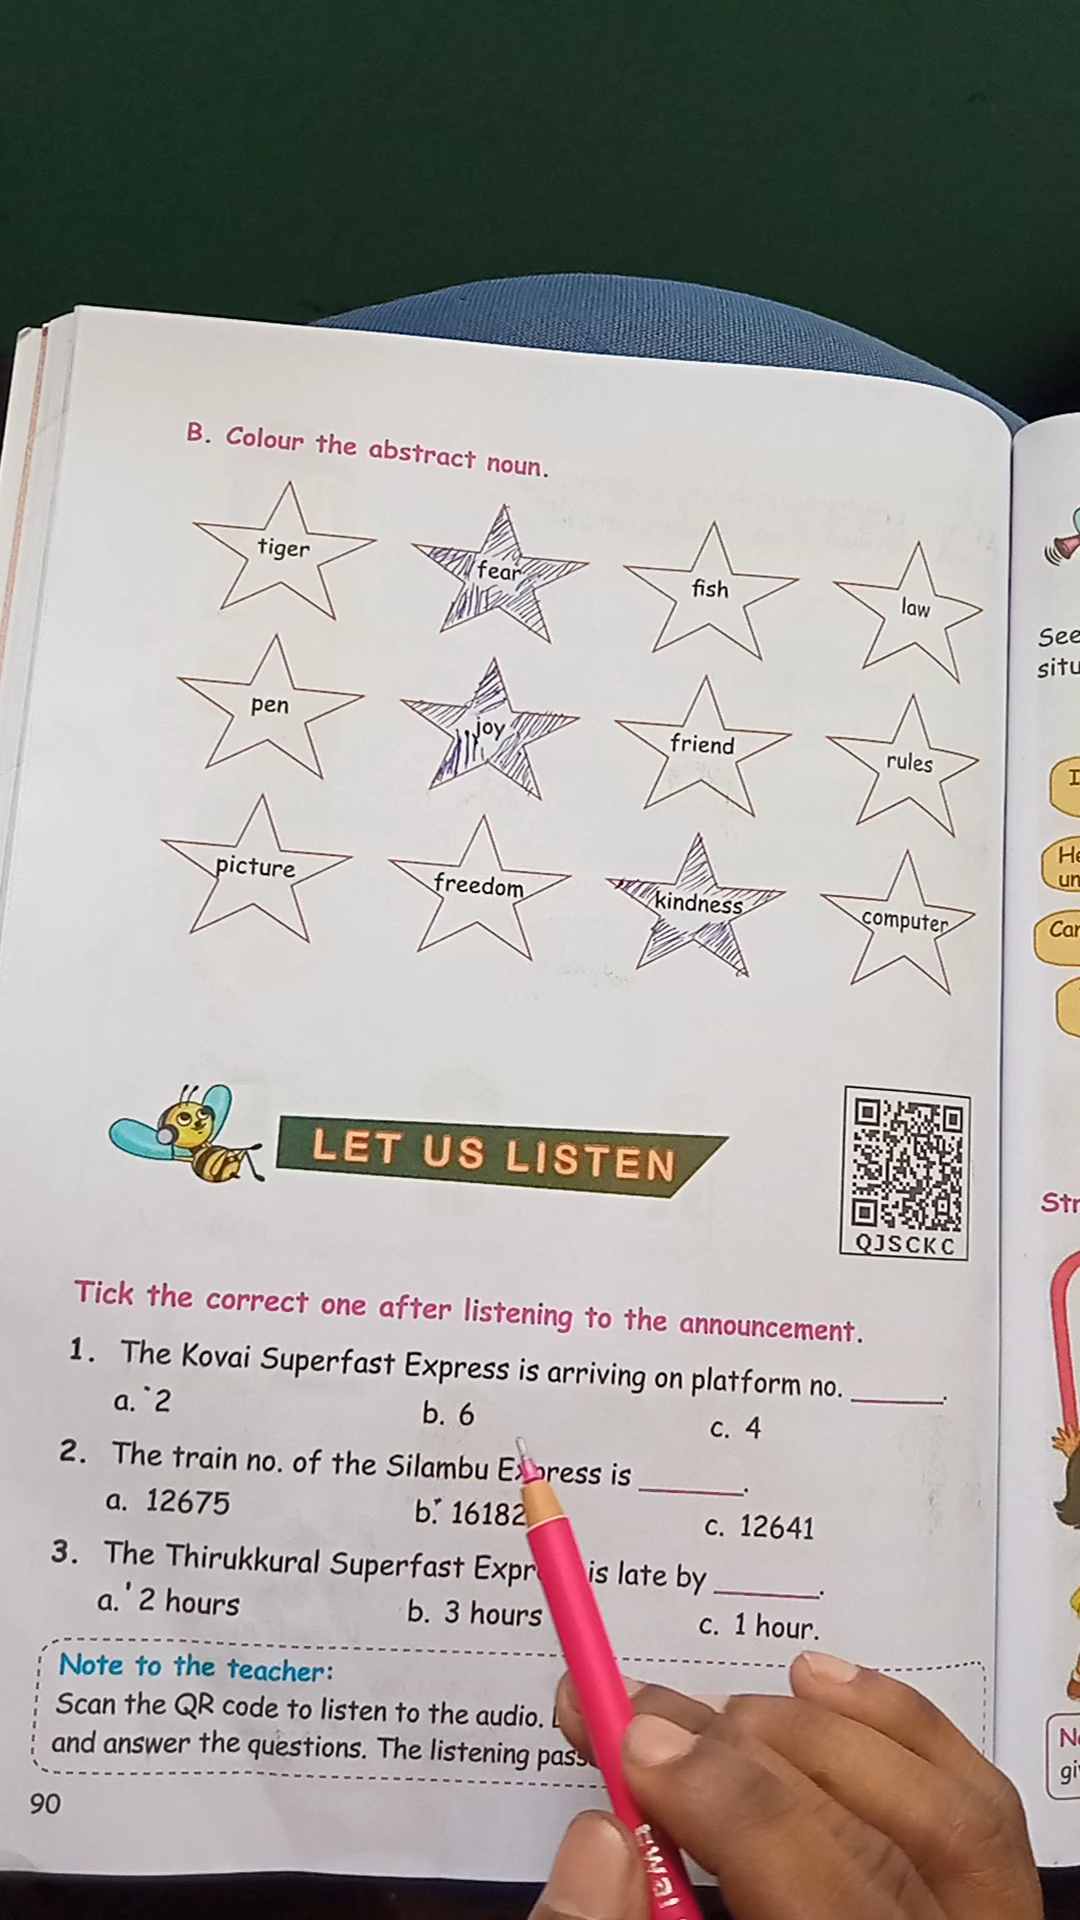 B. Colour the abstract noun.
tiger fear fish law
pen joy friend rules
picture freedom kindness computer
LET US LISTEN
QJSCKC
Tick the correct one after listening to the announcement.
1. The Kovai Superfast Express is arriving on platform no. ______.
a. 2 b. 6 c. 4
2. The train no. of the Silambu Express is ______.
a. 12675 b. 16182 c. 12641
3. The Thirukkural Superfast Express is late by ______.
a. 2 hours b. 3 hours c. 1 hour.
Note to the teacher:
Scan the QR code to listen to the audio.
and answer the questions. The listening
90
See
Str